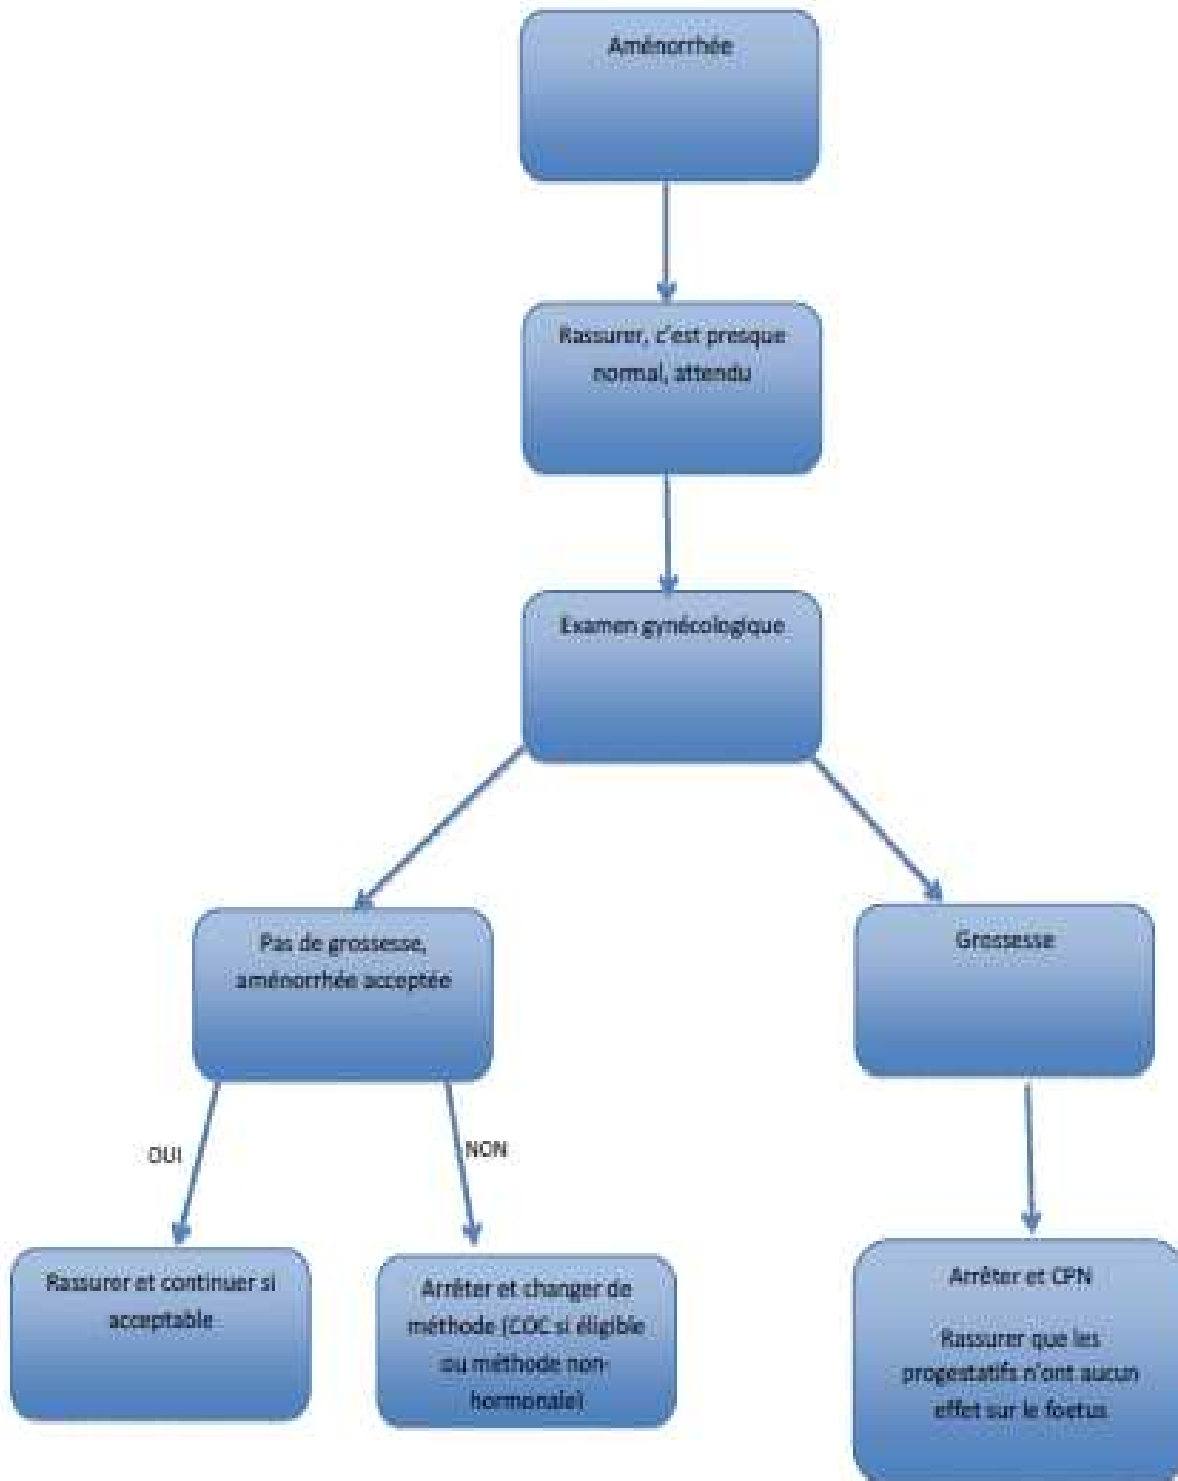 Aménorrhée
Rassurer, c'est presque
normal, attendu
Examen gynécologique
Pas de grossesse,
aménorrhée acceptée
Grossesse
OUI
NON
Rassurer et continuer si
acceptable
Arrêter et changer de
méthode (COC si éligible
ou méthode non-
hormonale)
Arrêter et CPN
Rassurer que les
progestatifs n'ont aucun
effet sur le foetus